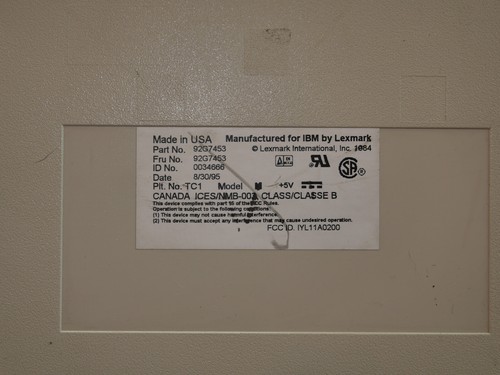 Made in USA Manufactured for IBM by Lexmark
Part No. 92G7453 © Lexmark International, Inc.
Fru No. 92G7453
ID No. 0034666
Date 8/30/95
Plt. No. TC1 Model M +5V
CANADA ICES/NMB-003 CLASS/CLASSE B
This device complies with part 15 of the FCC Rules.
Operation is subject to the following conditions:
(1) This device may not cause harmful interference.
(2) This device must accept any interference that may cause undesired operation.
FCC ID. IYL11A0200